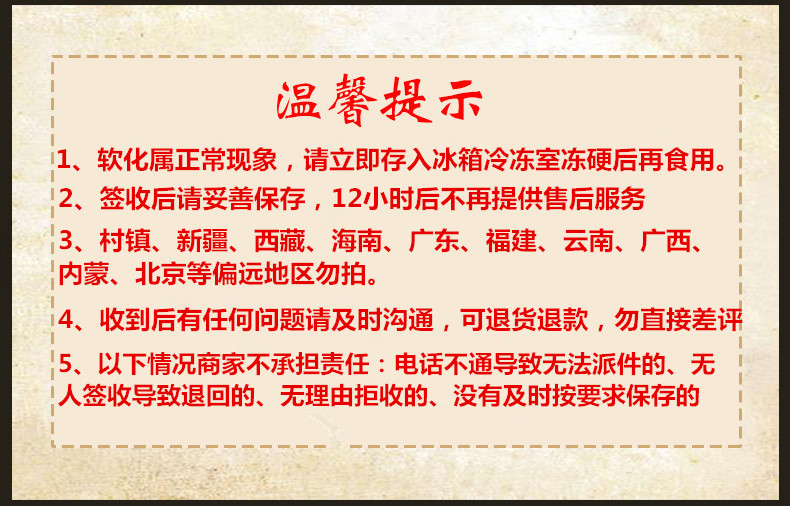 温馨提示
1、软化属正常现象，请立即存入冰箱冷冻室冻硬后再食用。
2、签收后请妥善保存，12小时后不再提供售后服务
3、村镇、新疆、西藏、海南、广东、福建、云南、广西、
内蒙、北京等偏远地区勿拍。
4、收到后有任何问题请及时沟通，可退货退款，勿直接差评
5、以下情况商家不承担责任：电话不通导致无法派件的、无
人签收导致退回的、无理由拒收的、没有及时按要求保存的